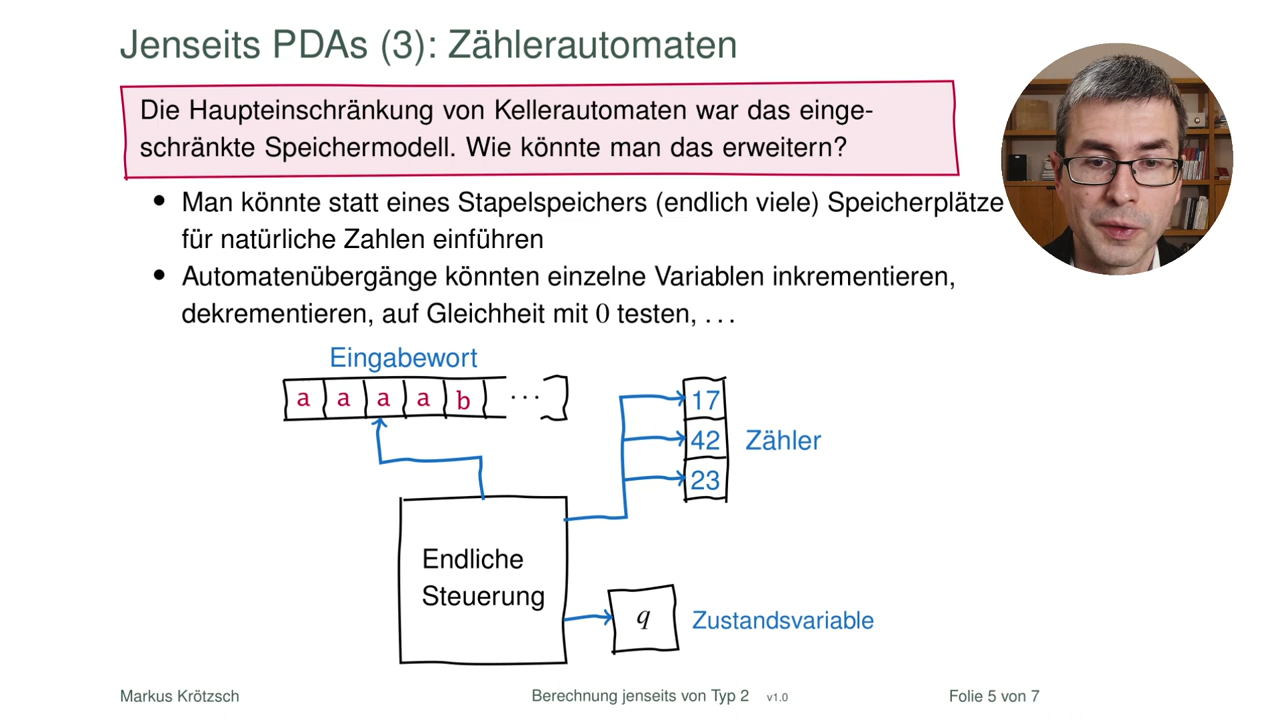 Jenseits PDAs (3): Zählerautomaten
Die Haupteinschränkung von Kellerautomaten war das einge-
schränkte Speichermodell. Wie könnte man das erweitern?
• Man könnte statt eines Stapelspeichers (endlich viele) Speicherplätze
für natürliche Zahlen einführen
• Automatenübergänge könnten einzelne Variablen inkrementieren,
dekrementieren, auf Gleichheit mit 0 testen, ...
Eingabewort
a a a a b ...
17
42
23
Zähler
Endliche
Steuerung
q
Zustandsvariable
Markus Krötzsch Berechnung jenseits von Typ 2 v1.0 Folie 5 von 7